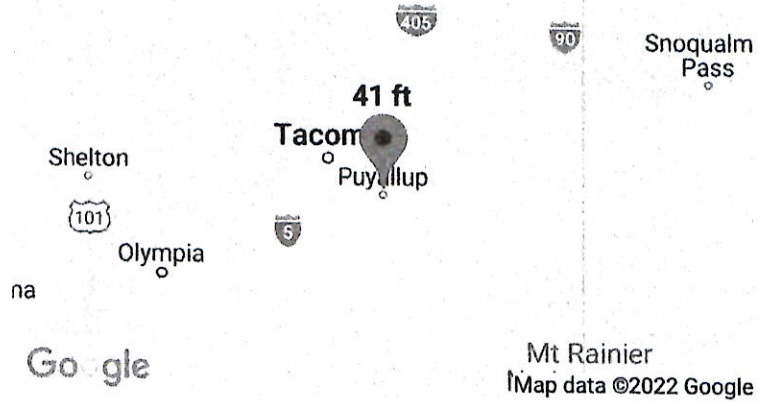 405
90
Snoqualm
Pass
41 ft
Tacom
Shelton
Puyallup
101
5
Olympia
na
Google
Mt Rainier
Map data ©2022 Google